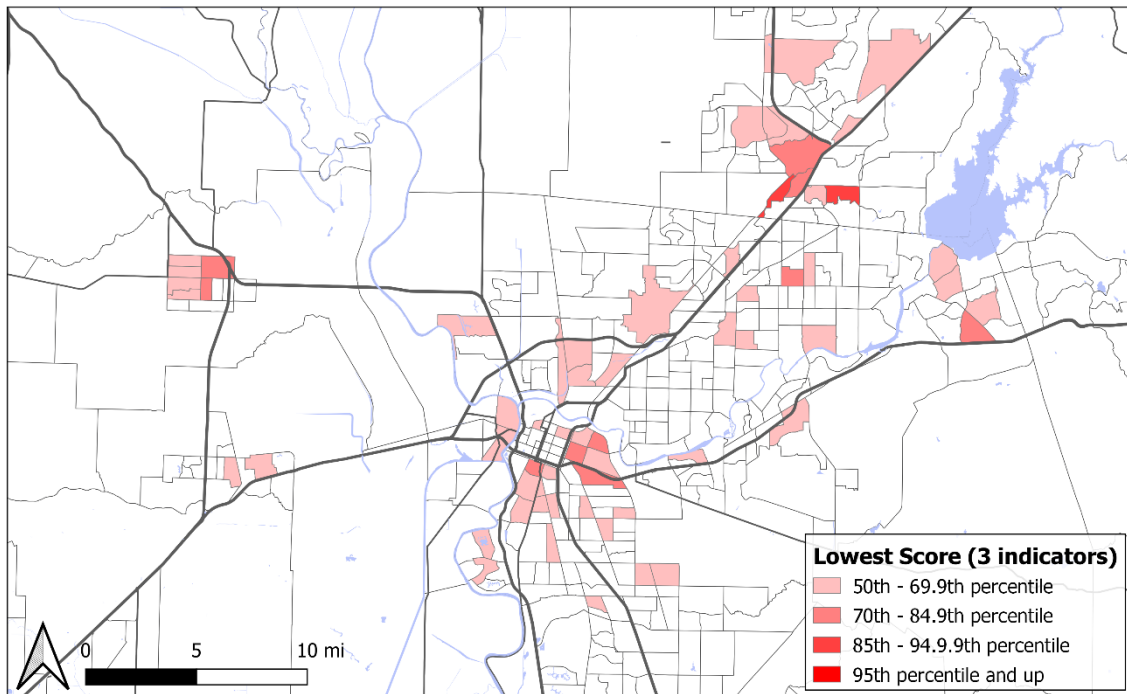 Lowest Score (3 indicators)
50th - 69.9th percentile
70th - 84.9th percentile
85th - 94.9.9th percentile
95th percentile and up
0 5 10 mi